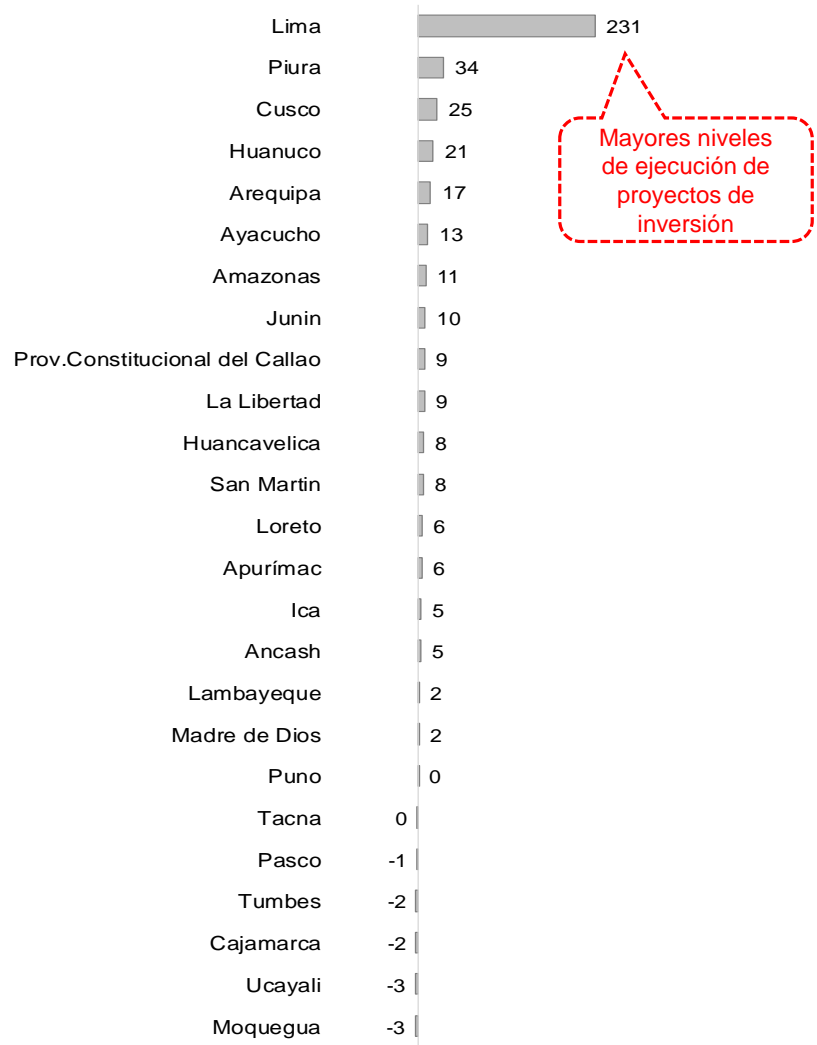 Lima 231
Piura 34
Cusco 25
Huanuco 21
Arequipa 17
Ayacucho 13
Amazonas 11
Junin 10
Prov.Constitucional del Callao 9
La Libertad 9
Huancavelica 8
San Martin 8
Loreto 6
Apurímac 6
Ica 5
Ancash 5
Lambayeque 2
Madre de Dios 2
Puno 0
Tacna 0
Pasco -1
Tumbes -2
Cajamarca -2
Ucayali -3
Moquegua -3
Mayores niveles
de ejecución de
proyectos de
inversión